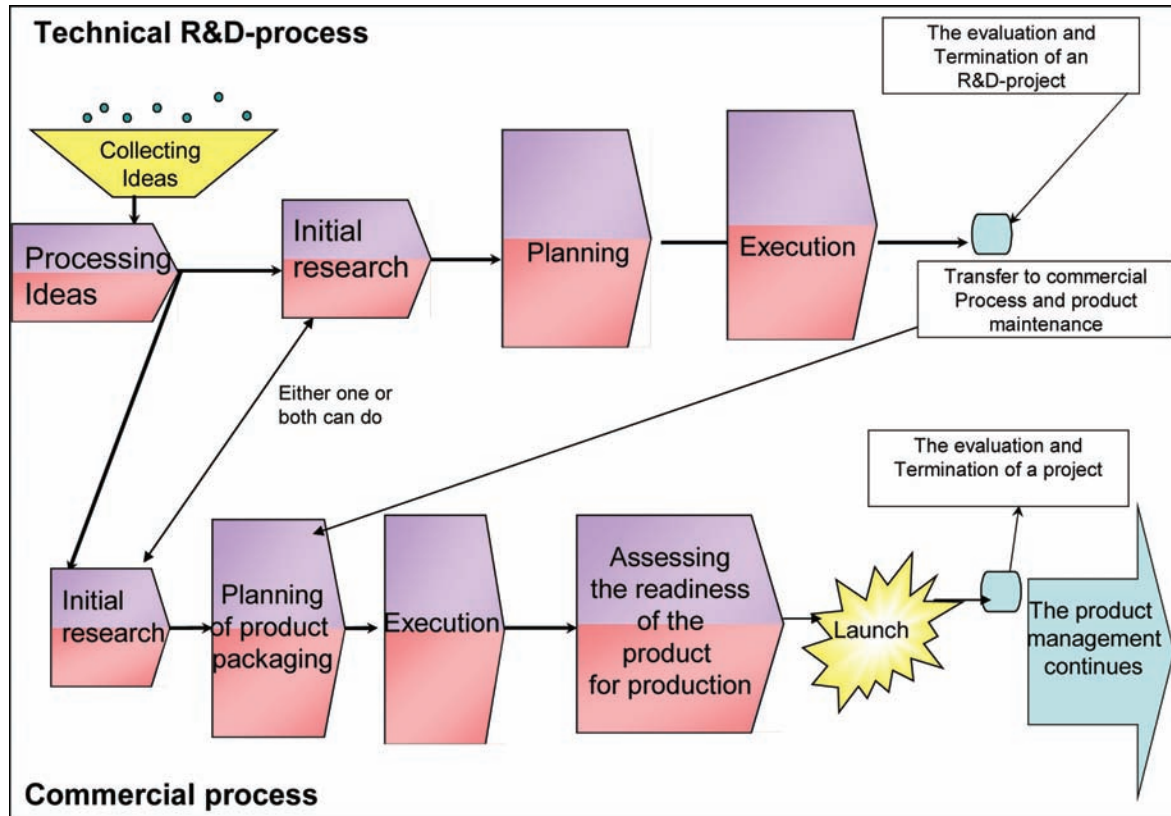 Technical R&D-process
The evaluation and
Termination of an
R&D-project
Collecting
Ideas
Processing
Ideas
Initial
research
Planning
Execution
Transfer to commercial
Process and product
maintenance
Either one or
both can do
The evaluation and
Termination of a project
Initial
research
Planning
of product
packaging
Execution
Assessing
the readiness
of the
product
for production
Launch
The product
management
continues
Commercial process